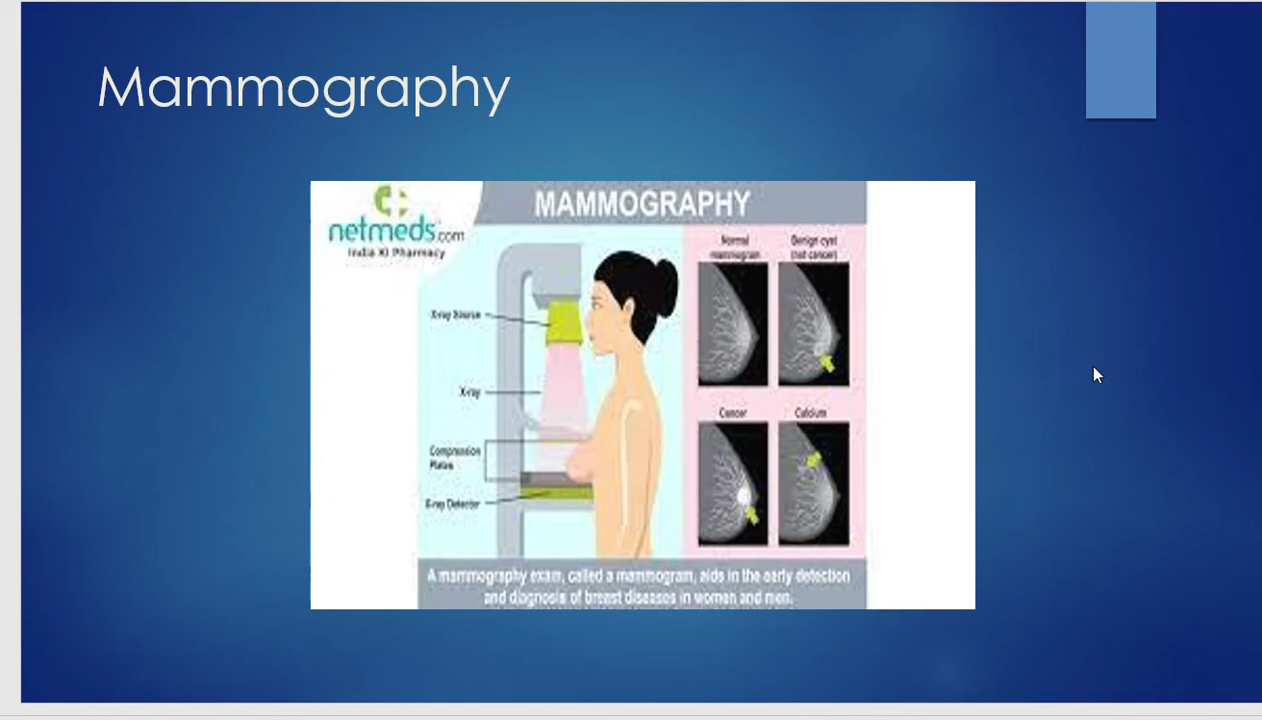 Mammography
netmeds.com
India Ki Pharmacy
MAMMOGRAPHY
Normal
mammogram
Benign cyst
(not cancer)
X-ray Source
X-ray
Compression
Plates
X-ray Detector
Cancer
Calcium
A mammography exam, called a mammogram, aids in the early detection
and diagnosis of breast diseases in women and men.